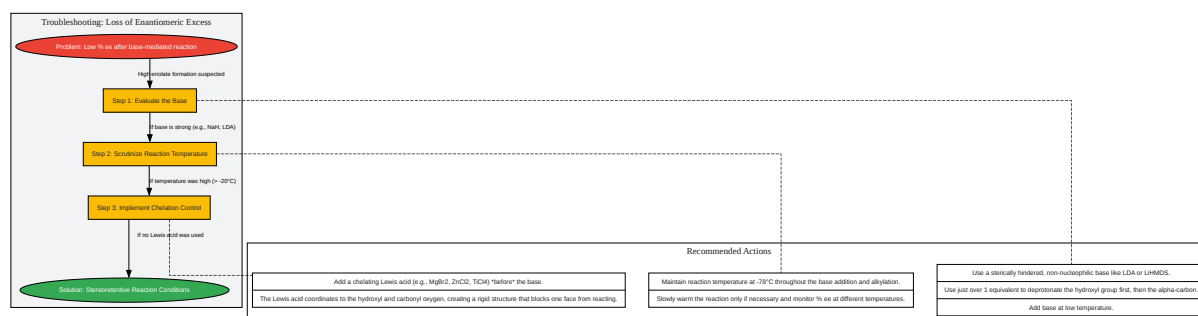 Troubleshooting: Loss of Enantiomeric Excess
Problem: Low % ee after base-mediated reaction
High enolate formation suspected
Step 1: Evaluate the Base
If base is strong (e.g., NaH, LDA)
Step 2: Scrutinize Reaction Temperature
If temperature was high (> -20°C)
Step 3: Implement Chelation Control
If no Lewis acid was used
Solution: Stereoretentive Reaction Conditions
Recommended Actions
Add a chelating Lewis acid (e.g., MgBr2, ZnCl2, TiCl4) *before* the base.
The Lewis acid coordinates to the hydroxyl and carbonyl oxygen, creating a rigid structure that blocks one face from reacting.
Maintain reaction temperature at -78°C throughout the base addition and alkylation.
Slowly warm the reaction only if necessary and monitor % ee at different temperatures.
Use a sterically hindered, non-nucleophilic base like LDA or LiHMDS.
Use just over 1 equivalent to deprotonate the hydroxyl group first, then the alpha-carbon.
Add base at low temperature.